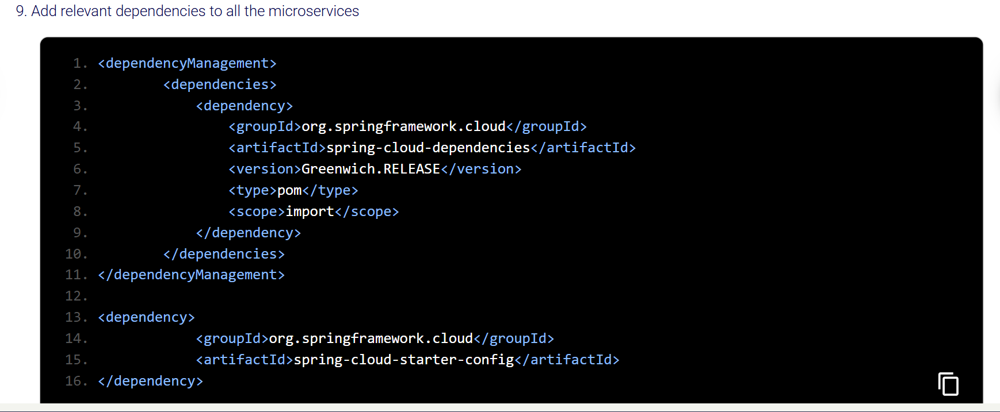 9. Add relevant dependencies to all the microservices
1. <dependencyManagement>
2.         <dependencies>
3.             <dependency>
4.                 <groupId>org.springframework.cloud</groupId>
5.                 <artifactId>spring-cloud-dependencies</artifactId>
6.                 <version>Greenwich.RELEASE</version>
7.                 <type>pom</type>
8.                 <scope>import</scope>
9.             </dependency>
10.         </dependencies>
11. </dependencyManagement>
12.
13. <dependency>
14.             <groupId>org.springframework.cloud</groupId>
15.             <artifactId>spring-cloud-starter-config</artifactId>
16. </dependency>